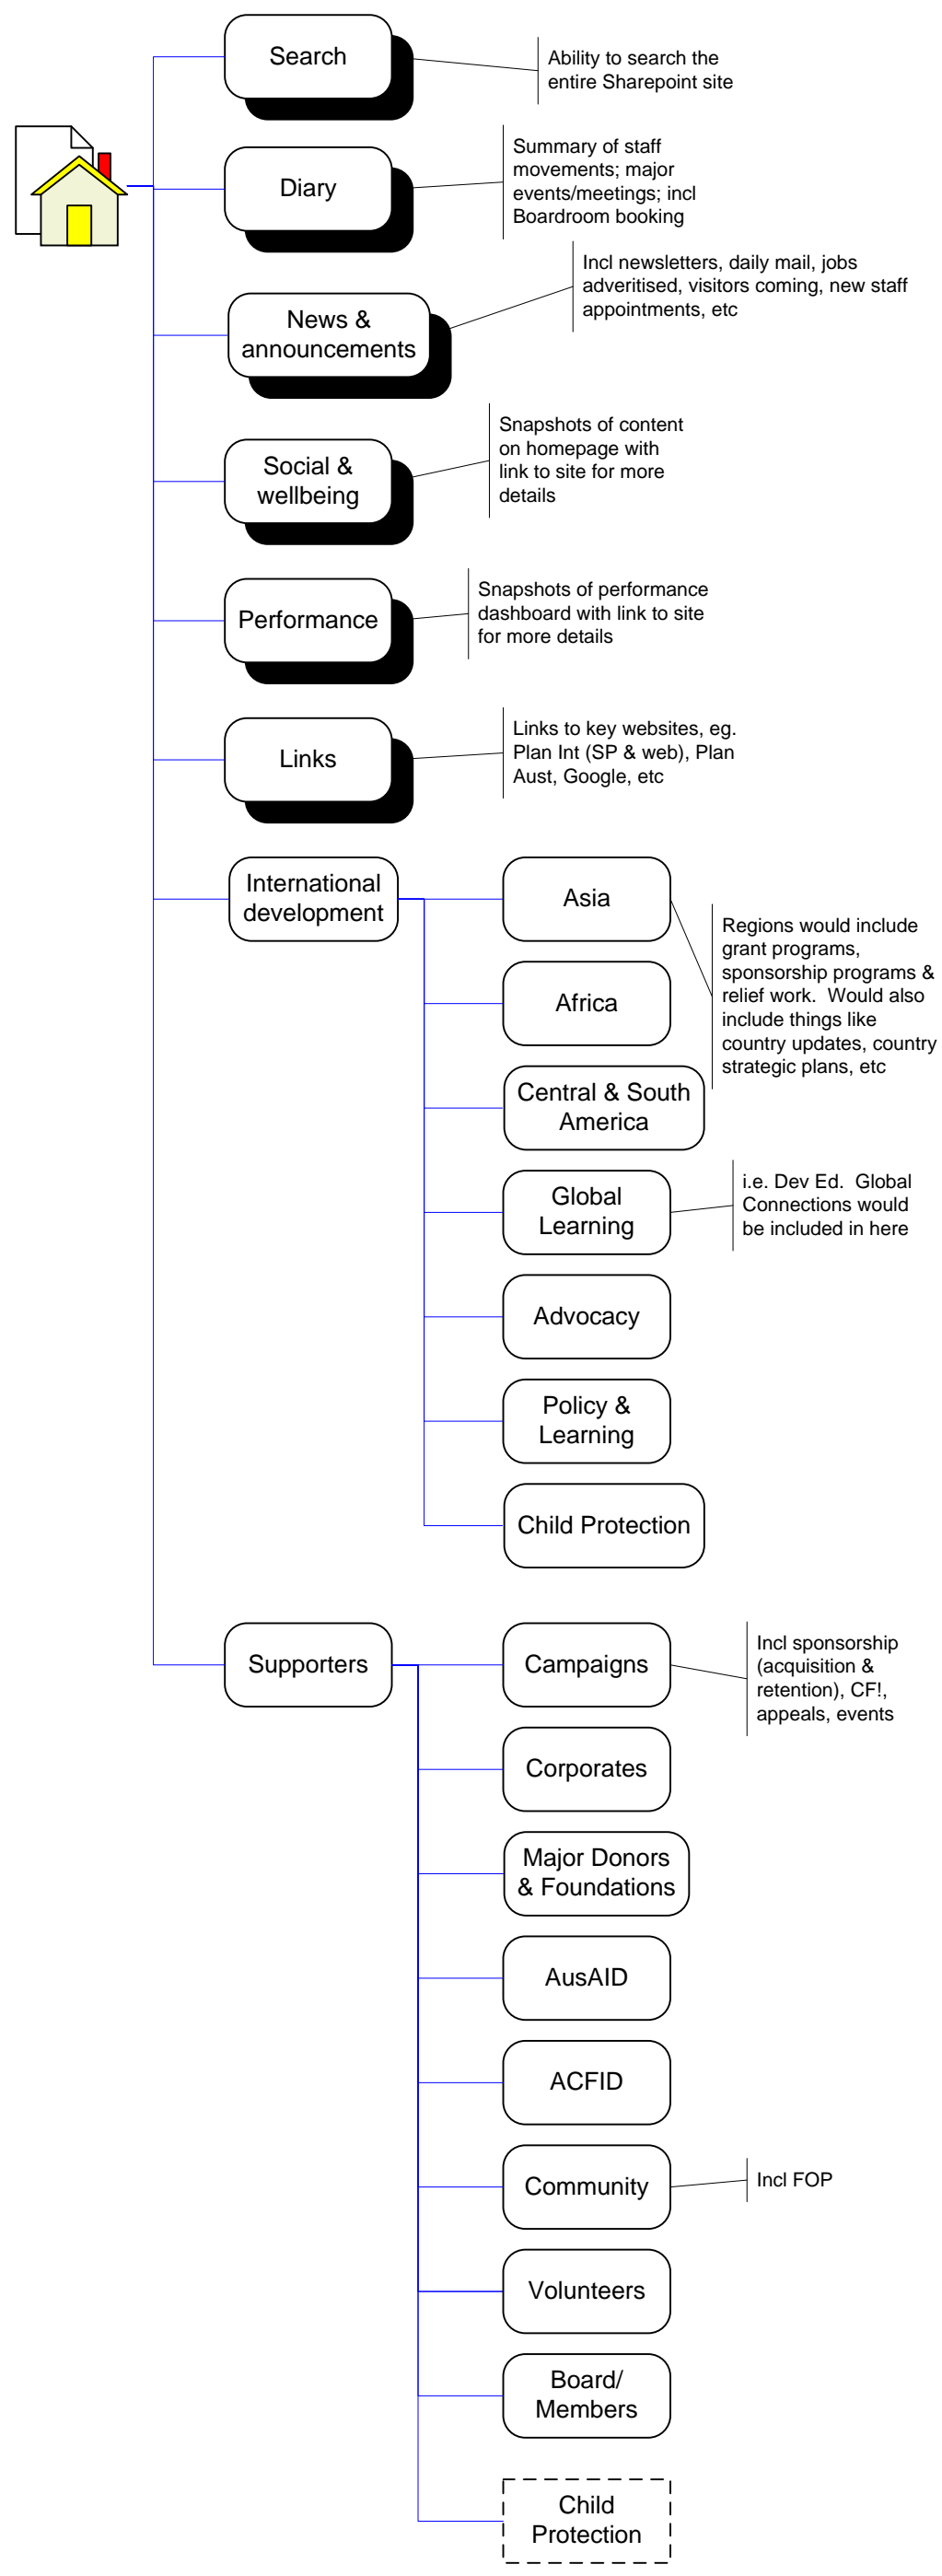 Search
Ability to search the
entire Sharepoint site
Diary
Summary of staff
movements; major
events/meetings; incl
Boardroom booking
News &
announcements
Incl newsletters, daily mail, jobs
adveritised, visitors coming, new staff
appointments, etc
Social &
wellbeing
Snapshots of content
on homepage with
link to site for more
details
Performance
Snapshots of performance
dashboard with link to site
for more details
Links
Links to key websites, eg.
Plan Int (SP & web), Plan
Aust, Google, etc
International
development
Asia
Regions would include
grant programs,
sponsorship programs &
relief work.  Would also
include things like
country updates, country
strategic plans, etc
Africa
Central & South
America
Global
Learning
i.e. Dev Ed.  Global
Connections would
be included in here
Advocacy
Policy &
Learning
Child Protection
Supporters
Campaigns
Incl sponsorship
(acquisition &
retention), CF!,
appeals, events
Corporates
Major Donors
& Foundations
AusAID
ACFID
Community
Incl FOP
Volunteers
Board/
Members
Child
Protection